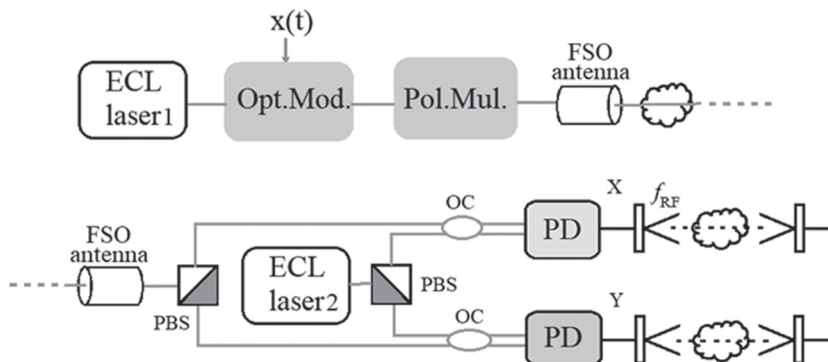 x(t)
ECL
laser1
Opt.Mod.
Pol.Mul.
FSO
antenna
FSO
antenna
PBS
ECL
laser2
PBS
OC
OC
PD
PD
X
fRF
Y